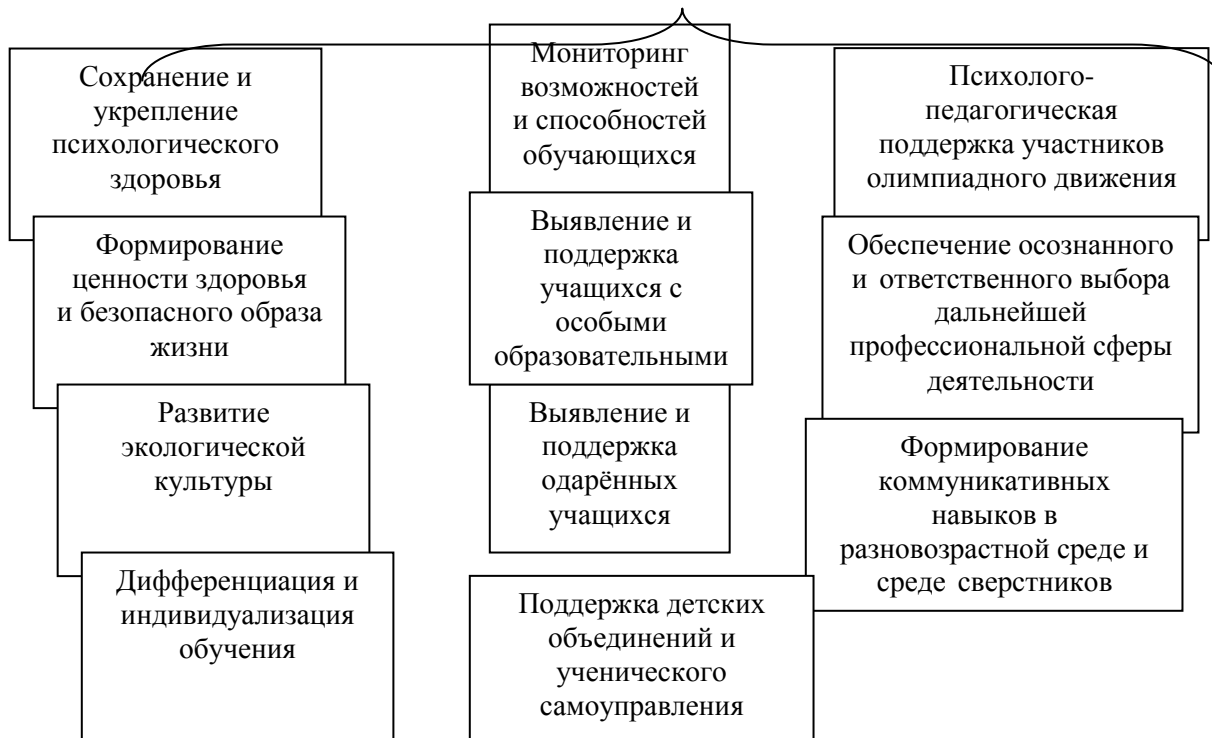 Сохранение и
укрепление
психологического
здоровья
Формирование
ценности здоровья
и безопасного образа
жизни
Развитие
экологической
культуры
Дифференциация и
индивидуализация
обучения
Мониторинг
возможностей
и способностей
обучающихся
Выявление и
поддержка
учащихся с
особыми
образовательными
Выявление и
поддержка
одарённых
учащихся
Поддержка детских
объединений и
ученического
самоуправления
Психолого-
педагогическая
поддержка участников
олимпиадного движения
Обеспечение осознанного
и ответственного выбора
дальнейшей
профессиональной сферы
деятельности
Формирование
коммуникативных
навыков в
разновозрастной среде и
среде сверстников